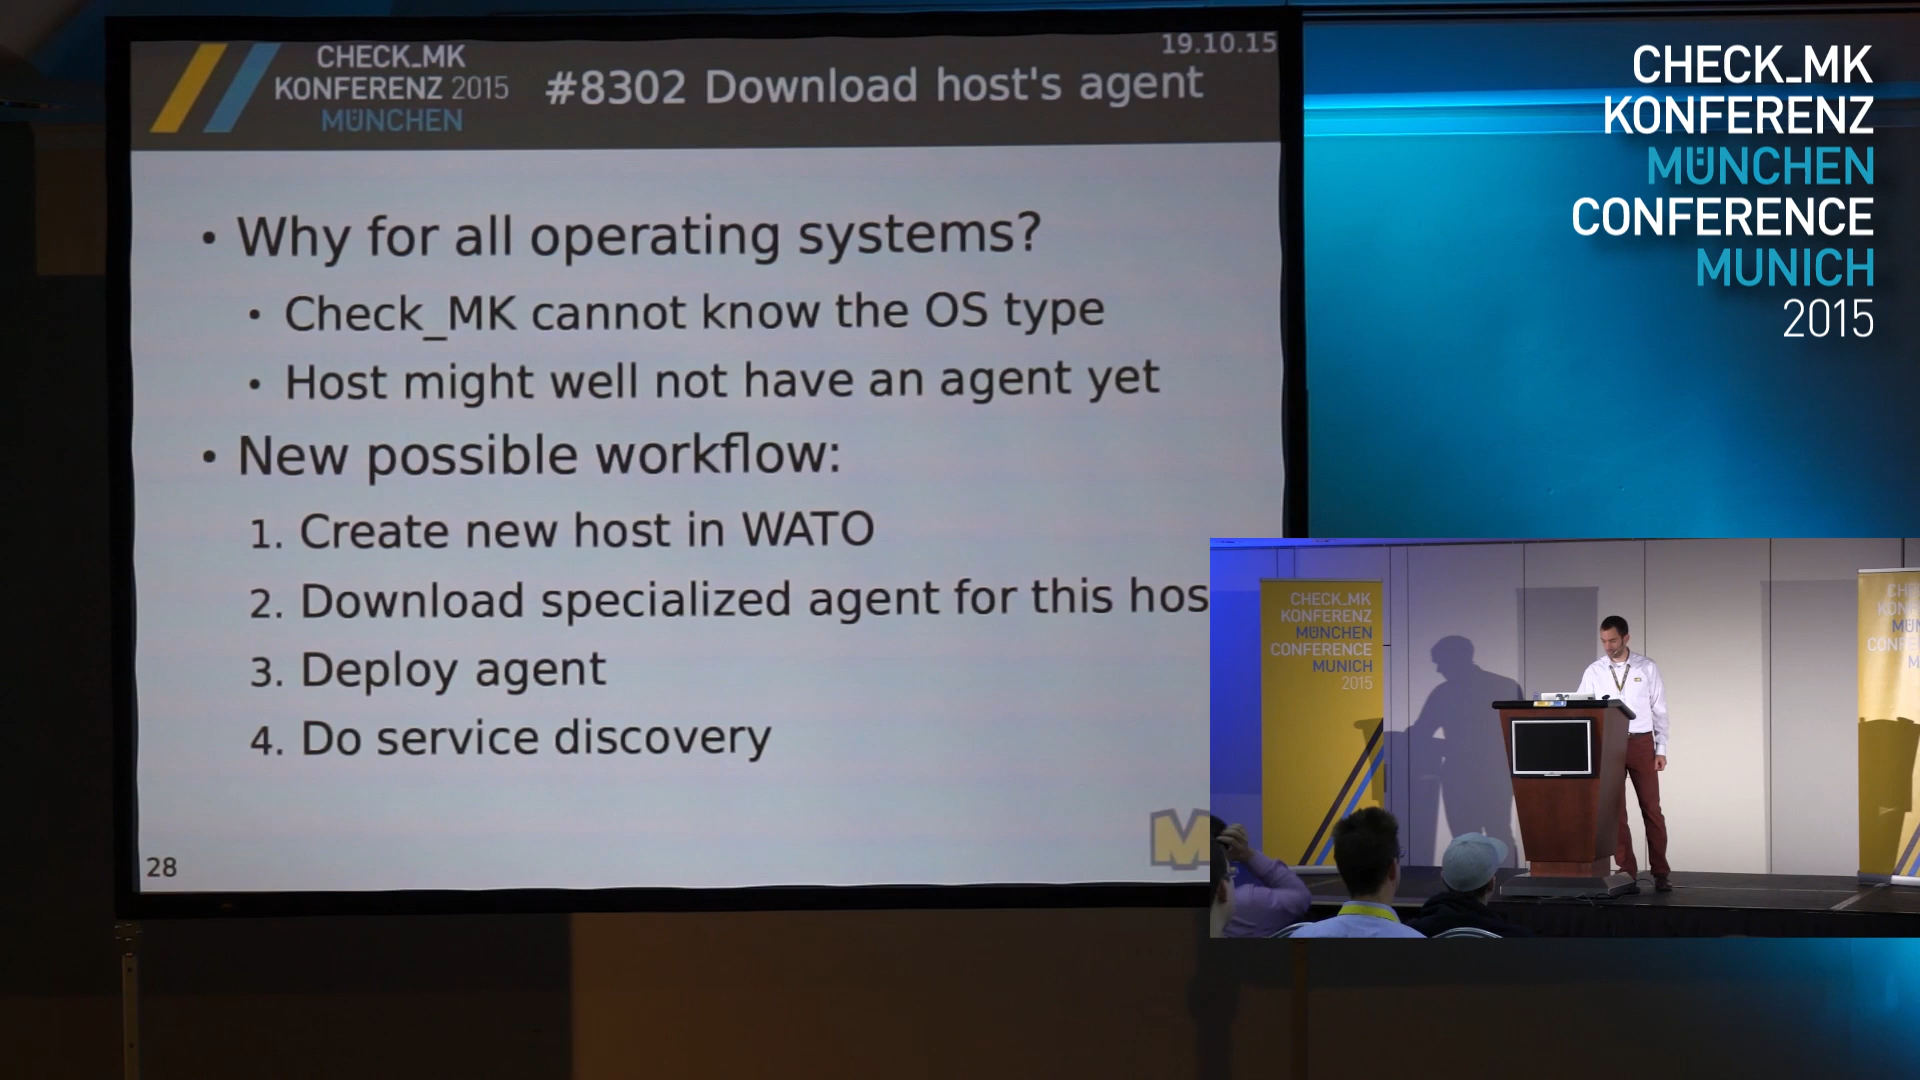 CHECK_MK
KONFERENZ 2015
MÜNCHEN
#8302 Download host's agent
19.10.15
• Why for all operating systems?
• Check_MK cannot know the OS type
• Host might well not have an agent yet
• New possible workflow:
1. Create new host in WATO
2. Download specialized agent for this hos
3. Deploy agent
4. Do service discovery
28
M
CHECK_MK
KONFERENZ
MÜNCHEN
CONFERENCE
MUNICH
2015
CHECK_MK
KONFERENZ
MÜNCHEN
CONFERENCE
MUNICH
2015